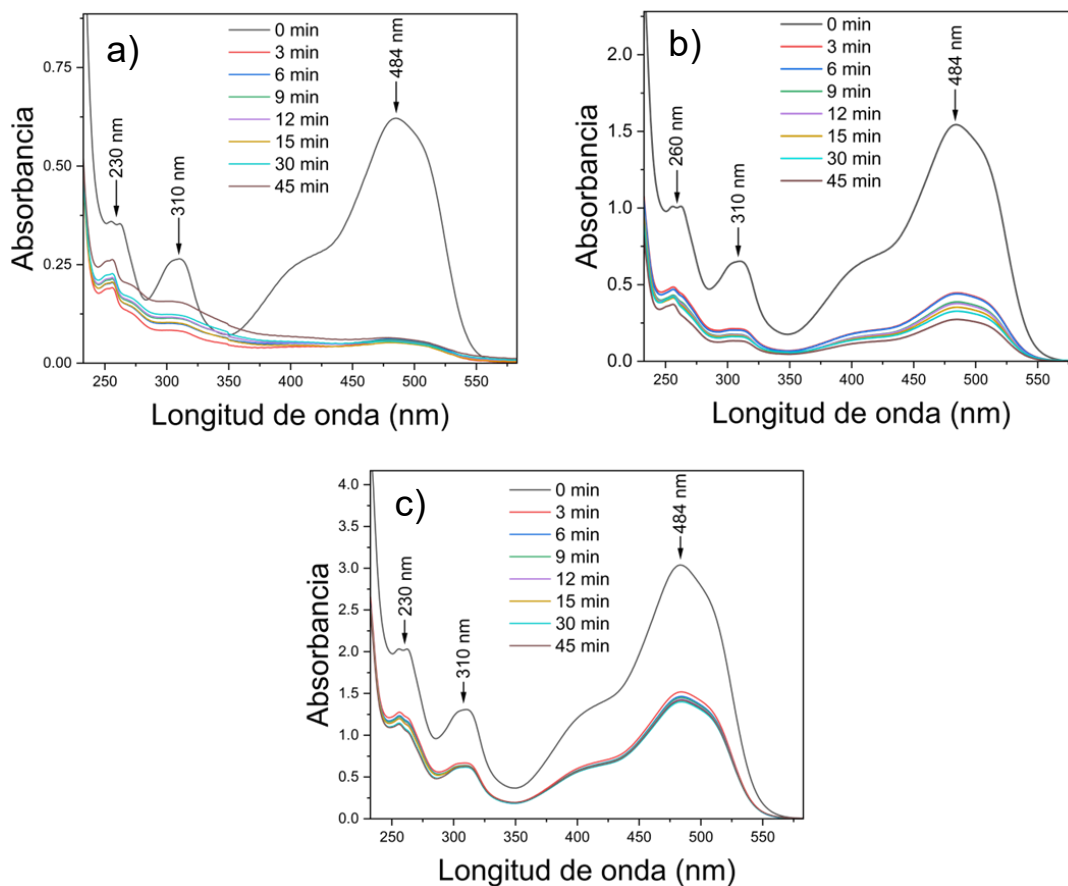 a)
0 min
3 min
6 min
9 min
12 min
15 min
30 min
45 min
230 nm
310 nm
484 nm
0.75
0.50
0.25
0.00
250 300 350 400 450 500 550
Absorbancia
Longitud de onda (nm)
b)
0 min
3 min
6 min
9 min
12 min
15 min
30 min
45 min
260 nm
310 nm
484 nm
2.0
1.5
1.0
0.5
0.0
250 300 350 400 450 500 550
Absorbancia
Longitud de onda (nm)
c)
0 min
3 min
6 min
9 min
12 min
15 min
30 min
45 min
230 nm
310 nm
484 nm
4.0
3.5
3.0
2.5
2.0
1.5
1.0
0.5
0.0
250 300 350 400 450 500 550
Absorbancia
Longitud de onda (nm)